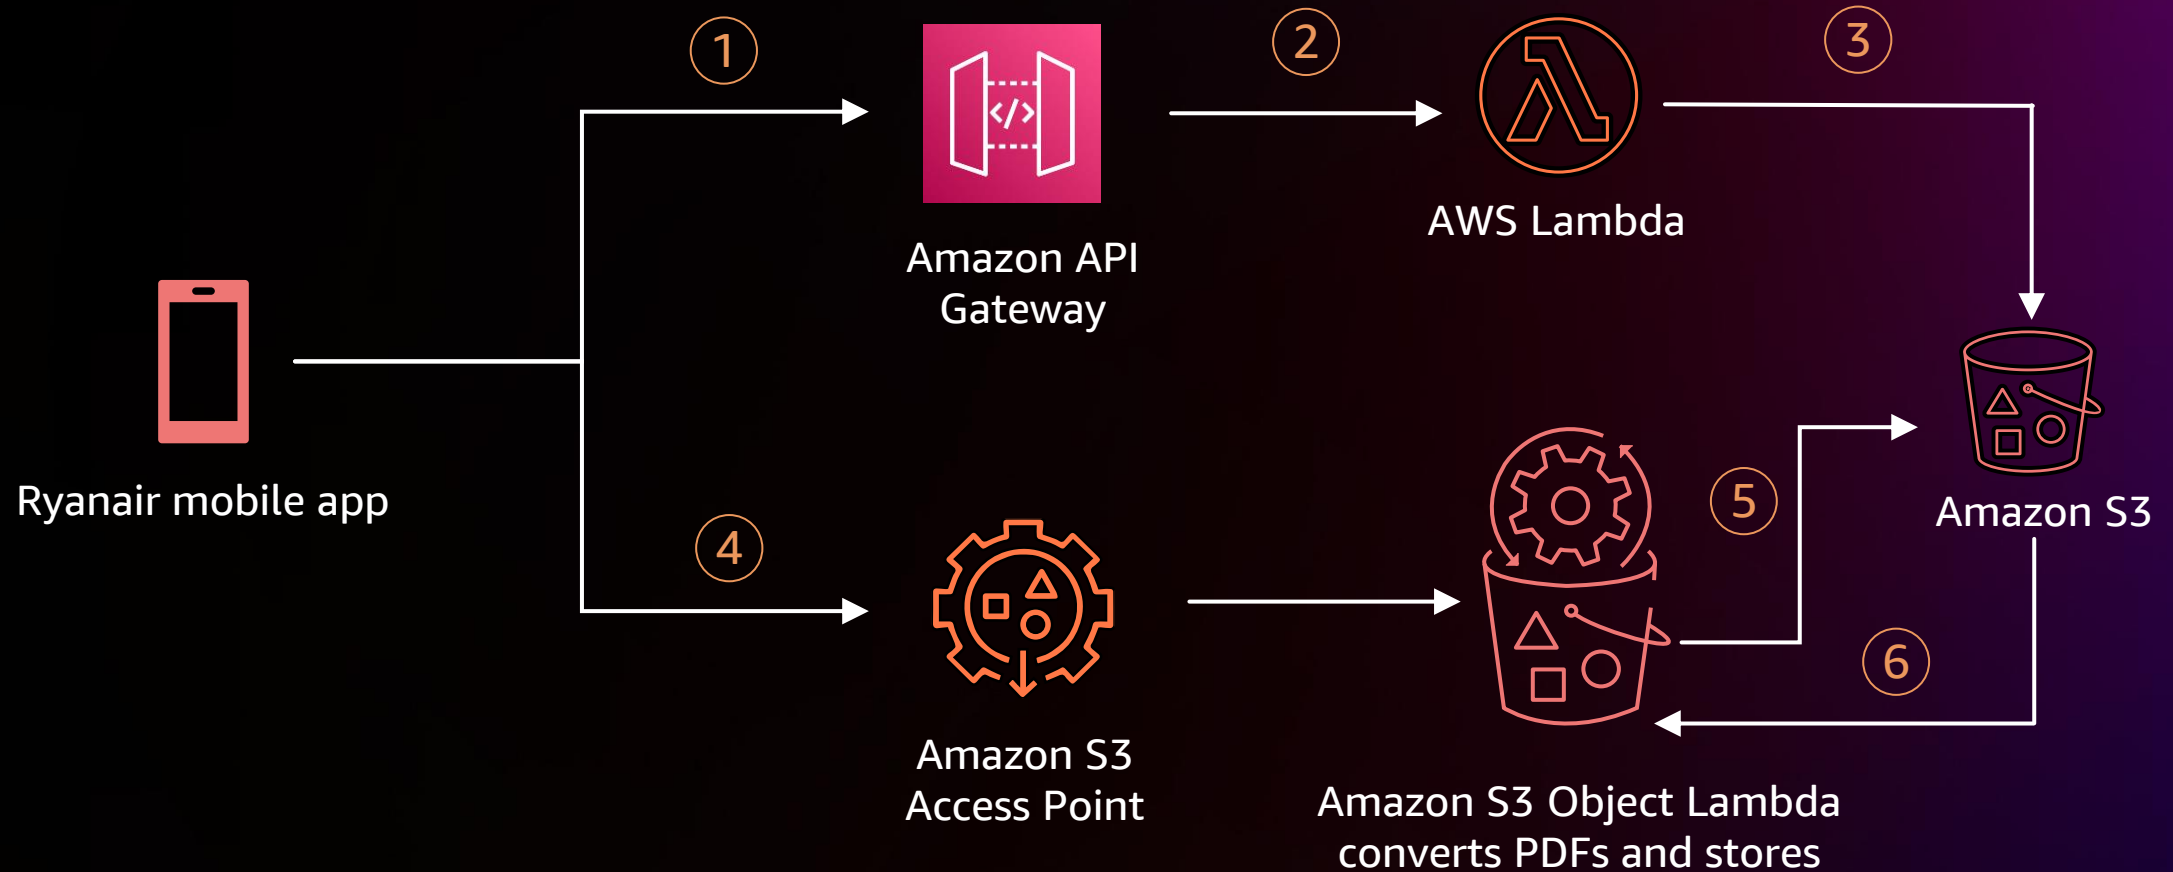 1
2
3
</>
AWS Lambda
Amazon API
Gateway
Ryanair mobile app
4
5
Amazon S3
6
Amazon S3
Access Point
Amazon S3 Object Lambda
converts PDFs and stores